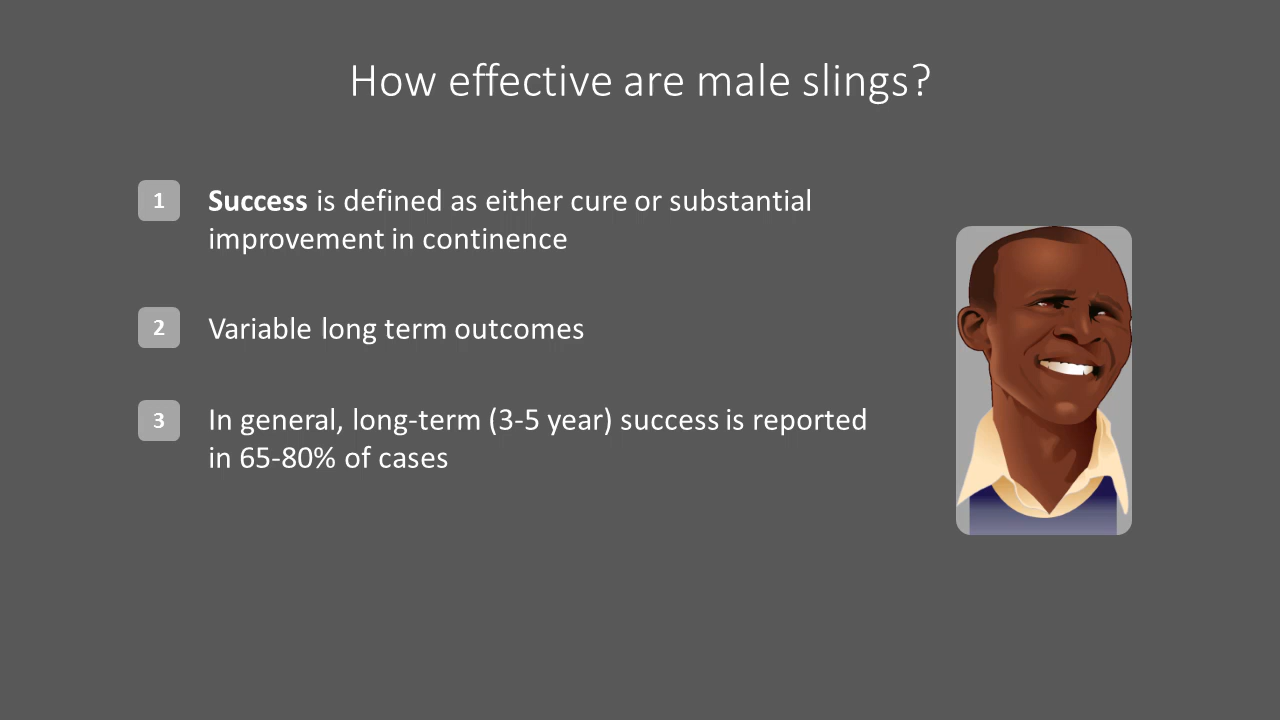 How effective are male slings?
1 Success is defined as either cure or substantial
improvement in continence
2 Variable long term outcomes
3 In general, long-term (3-5 year) success is reported
in 65-80% of cases